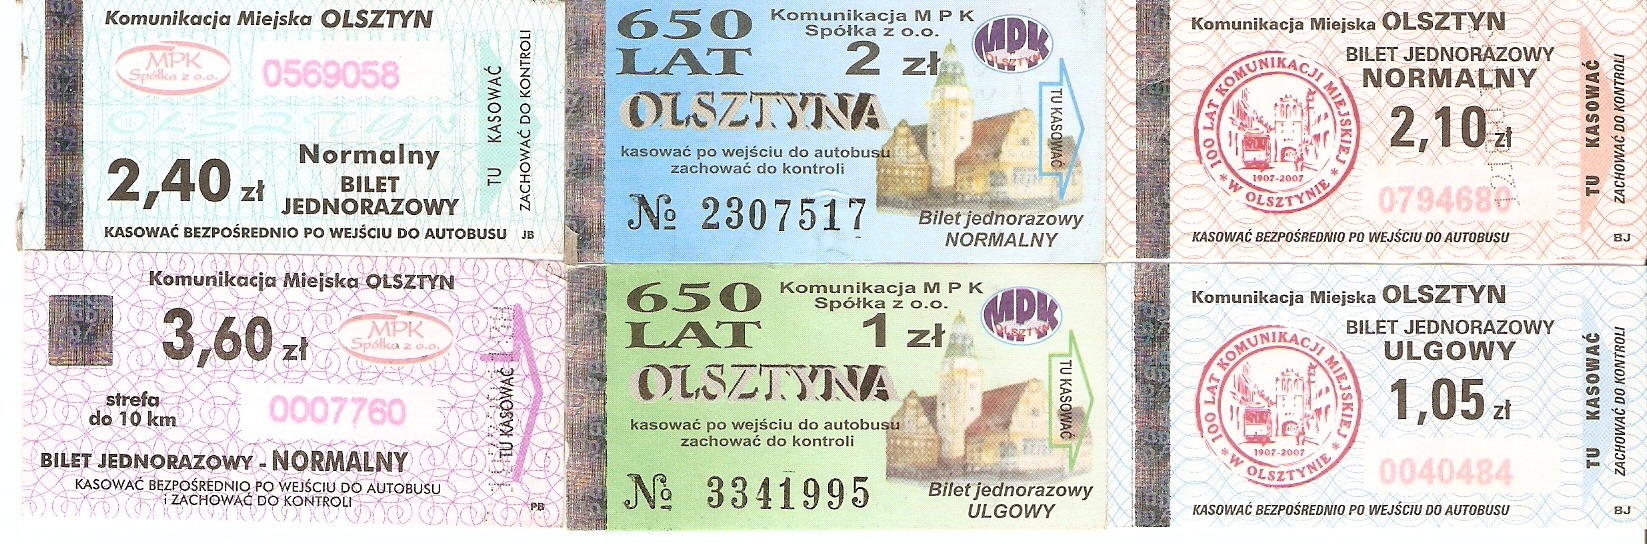 Komunikacja Miejska OLSZTYN
MPK
Spółka z o.o.
0569058
OLSZTYN
2,40 zł
Normalny
BILET
JEDNORAZOWY
KASOWAĆ BEZPOŚREDNIO PO WEJŚCIU DO AUTOBUSU JB
TU KASOWAĆ
ZACHOWAĆ DO KONTROLI
650
LAT
OLSZTYNA
Komunikacja M P K
Spółka z o.o.
2 zł
MPK
OLSZTYN
kasować po wejściu do autobusu
zachować do kontroli
№ 2307517
TU KASOWAĆ
Bilet jednorazowy
NORMALNY
Komunikacja Miejska OLSZTYN
BILET JEDNORAZOWY
NORMALNY
2,10 zł
100 LAT KOMUNIKACJI MIEJSKIEJ
* W OLSZTYNIE *
1907-2007
0794689
KASOWAĆ BEZPOŚREDNIO PO WEJŚCIU DO AUTOBUSU
BJ
TU KASOWAĆ
ZACHOWAĆ DO KONTROLI
Komunikacja Miejska OLSZTYN
3,60 zł
MPK
Spółka z o.o.
strefa
do 10 km
0007760
BILET JEDNORAZOWY - NORMALNY
KASOWAĆ BEZPOŚREDNIO PO WEJŚCIU DO AUTOBUSU
i ZACHOWAĆ DO KONTROLI
PB
TU KASOWAĆ
650
LAT
OLSZTYNA
Komunikacja M P K
Spółka z o.o.
1 zł
MPK
OLSZTYN
kasować po wejściu do autobusu
zachować do kontroli
№ 3341995
TU KASOWAĆ
Bilet jednorazowy
ULGOWY
Komunikacja Miejska OLSZTYN
BILET JEDNORAZOWY
ULGOWY
1,05 zł
100 LAT KOMUNIKACJI MIEJSKIEJ
* W OLSZTYNIE *
1907-2007
0040484
KASOWAĆ BEZPOŚREDNIO PO WEJŚCIU DO AUTOBUSU
BJ
TU KASOWAĆ
ZACHOWAĆ DO KONTROLI